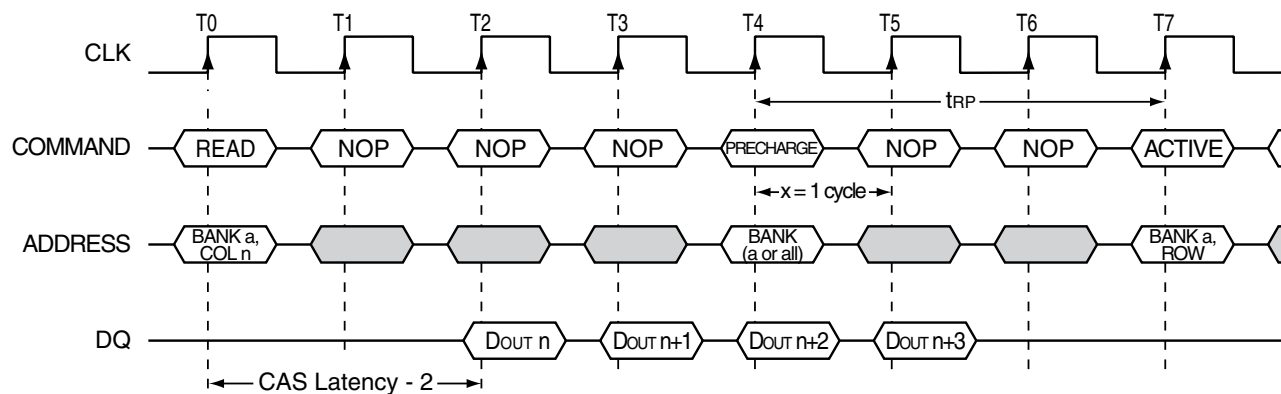 T0 T1 T2 T3 T4 T5 T6 T7
CLK
tRP
COMMAND READ NOP NOP NOP PRECHARGE NOP NOP ACTIVE
x = 1 cycle
ADDRESS
BANK a,
COL n
BANK
(a or all)
BANK a,
ROW
DQ DOUT n DOUT n+1 DOUT n+2 DOUT n+3
CAS Latency - 2